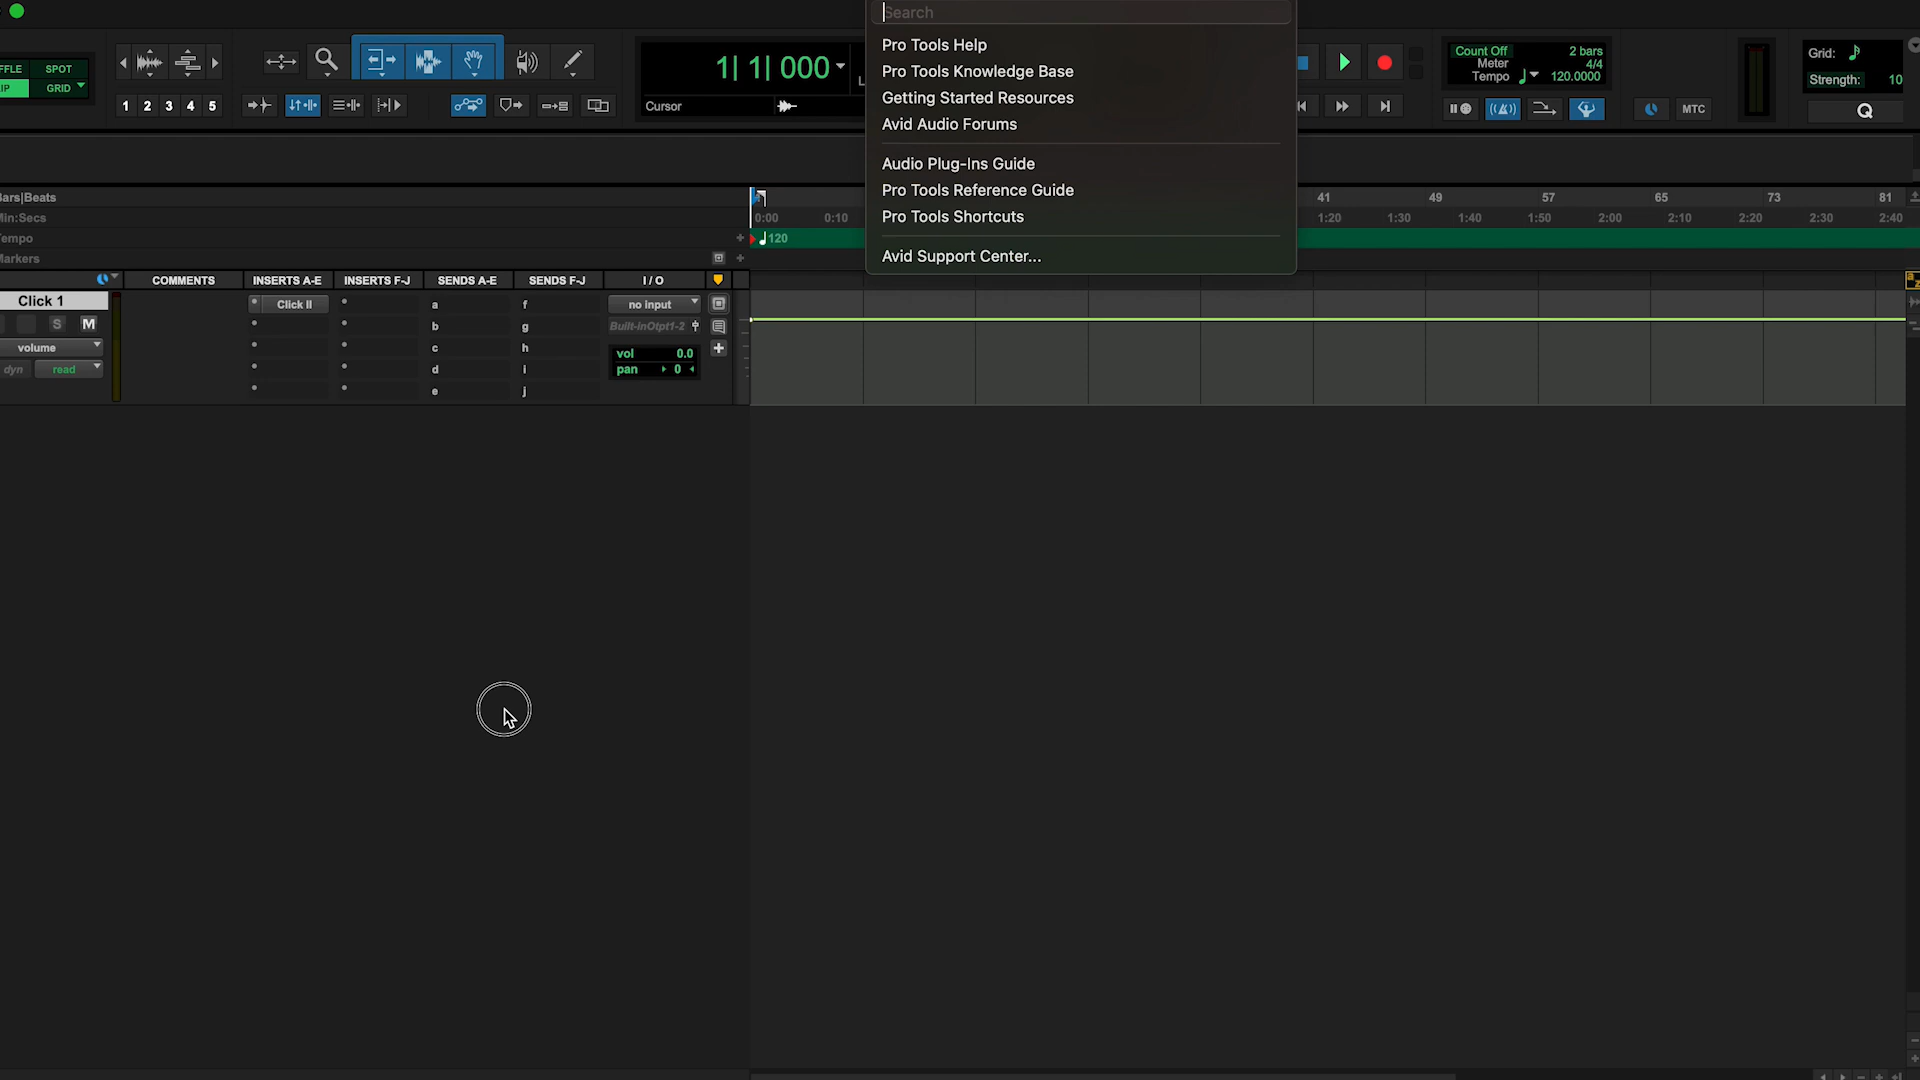 Search
Pro Tools Help
Pro Tools Knowledge Base
Getting Started Resources
Avid Audio Forums
Audio Plug-Ins Guide
Pro Tools Reference Guide
Pro Tools Shortcuts
Avid Support Center...
FFLE SPOT
IP GRID
1 2 3 4 5
1| 1| 000
Cursor
Count Off 2 bars
Meter 4/4
Tempo 120.0000
MTC
Grid:
Strength: 10
Q
Bars|Beats
Min:Secs
Tempo
Markers
41 49 57 65 73 81
0:00 0:10 1:20 1:30 1:40 1:50 2:00 2:10 2:20 2:30 2:40
120
COMMENTS INSERTS A-E INSERTS F-J SENDS A-E SENDS F-J I / O
Click 1
S M
volume
dyn read
Click II
a f
b g
c h
d i
e j
no input
Built-inOtpt1-2
vol 0.0
pan 0
a
z